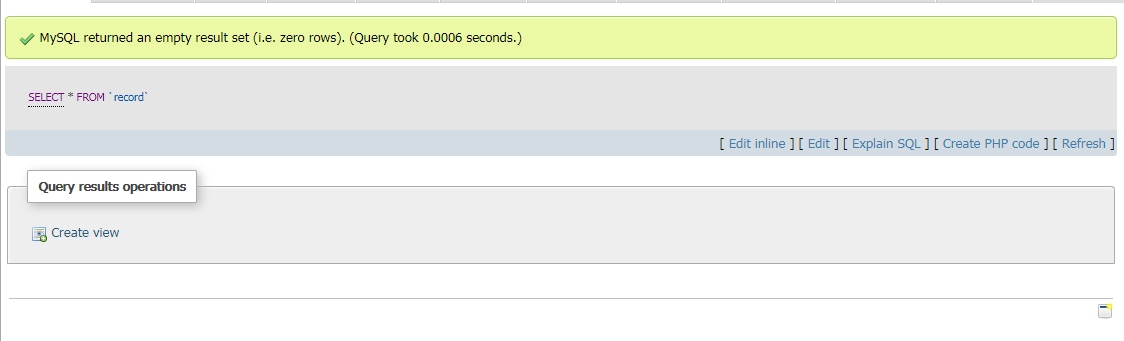 MySQL returned an empty result set (i.e. zero rows). (Query took 0.0006 seconds.)
SELECT * FROM `record`
[ Edit inline ] [ Edit ] [ Explain SQL ] [ Create PHP code ] [ Refresh ]
Query results operations
Create view